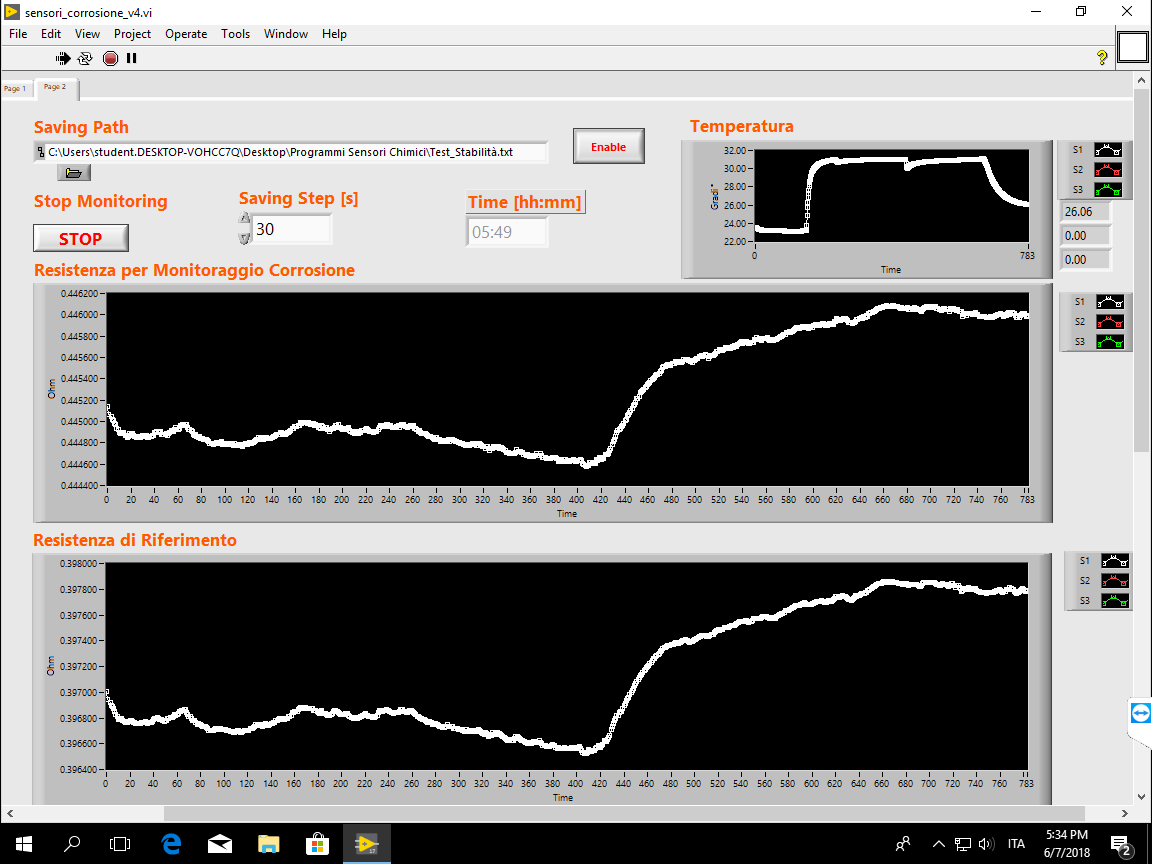 sensori_corrosione_v4.vi
File Edit View Project Operate Tools Window Help
Page 1 Page 2
Saving Path
C:\Users\student.DESKTOP-VOHCC7Q\Desktop\Programmi Sensori Chimici\Test_Stabilità.txt
Enable
Stop Monitoring
STOP
Saving Step [s]
30
Time [hh:mm]
05:49
Temperatura
32.00
30.00
28.00
26.00
24.00
22.00
Gradi °
0 783
Time
S1
S2
S3
26.06
0.00
0.00
Resistenza per Monitoraggio Corrosione
0.446200
0.446000
0.445800
0.445600
0.445400
0.445200
0.445000
0.444800
0.444600
0.444400
Ohm
0 20 40 60 80 100 120 140 160 180 200 220 240 260 280 300 320 340 360 380 400 420 440 460 480 500 520 540 560 580 600 620 640 660 680 700 720 740 760 783
Time
S1
S2
S3
Resistenza di Riferimento
0.398000
0.397800
0.397600
0.397400
0.397200
0.397000
0.396800
0.396600
0.396400
Ohm
0 20 40 60 80 100 120 140 160 180 200 220 240 260 280 300 320 340 360 380 400 420 440 460 480 500 520 540 560 580 600 620 640 660 680 700 720 740 760 783
Time
S1
S2
S3
ITA
5:34 PM
6/7/2018
2